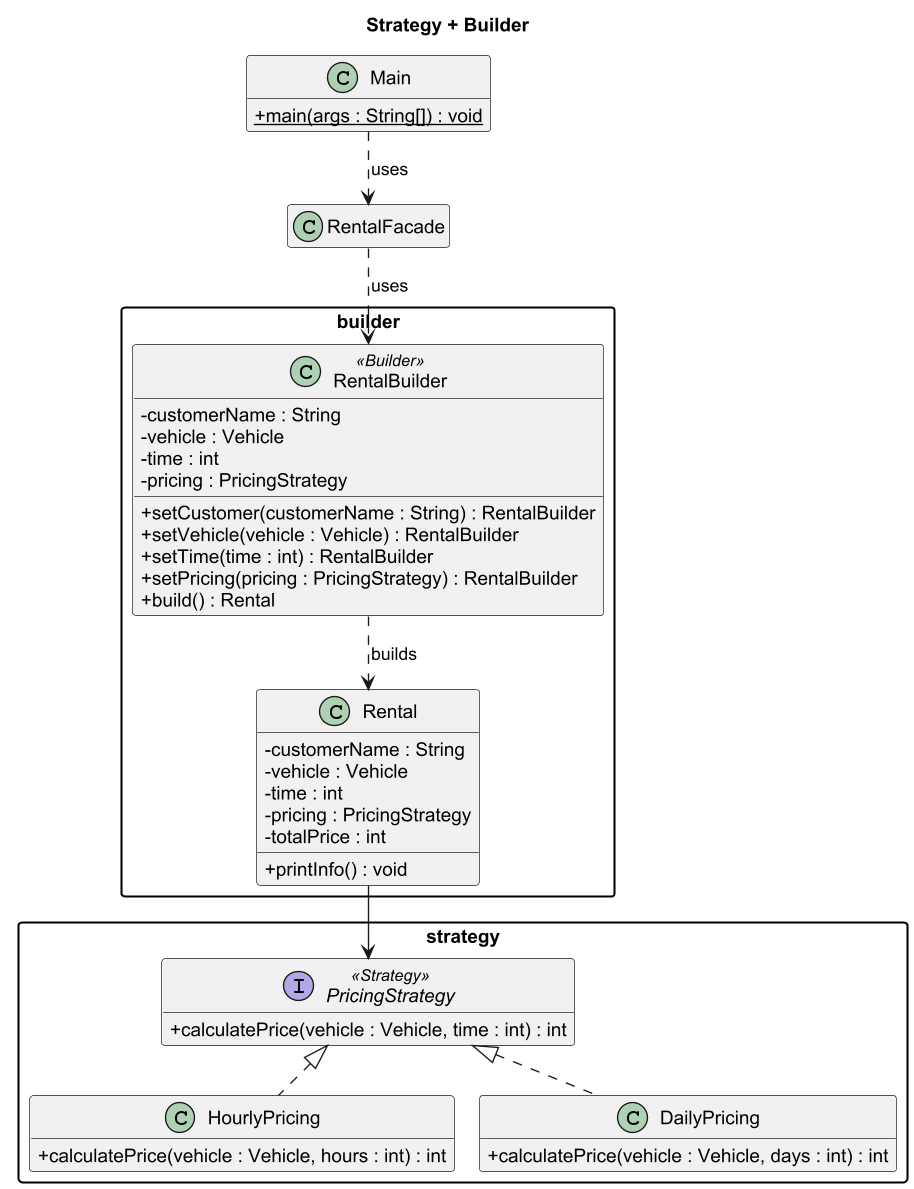 Strategy + Builder
C Main
+main(args : String[]) : void
uses
C RentalFacade
uses
builder
«Builder»
C RentalBuilder
-customerName : String
-vehicle : Vehicle
-time : int
-pricing : PricingStrategy
+setCustomer(customerName : String) : RentalBuilder
+setVehicle(vehicle : Vehicle) : RentalBuilder
+setTime(time : int) : RentalBuilder
+setPricing(pricing : PricingStrategy) : RentalBuilder
+build() : Rental
builds
C Rental
-customerName : String
-vehicle : Vehicle
-time : int
-pricing : PricingStrategy
-totalPrice : int
+printInfo() : void
strategy
«Strategy»
I PricingStrategy
+calculatePrice(vehicle : Vehicle, time : int) : int
C HourlyPricing
+calculatePrice(vehicle : Vehicle, hours : int) : int
C DailyPricing
+calculatePrice(vehicle : Vehicle, days : int) : int